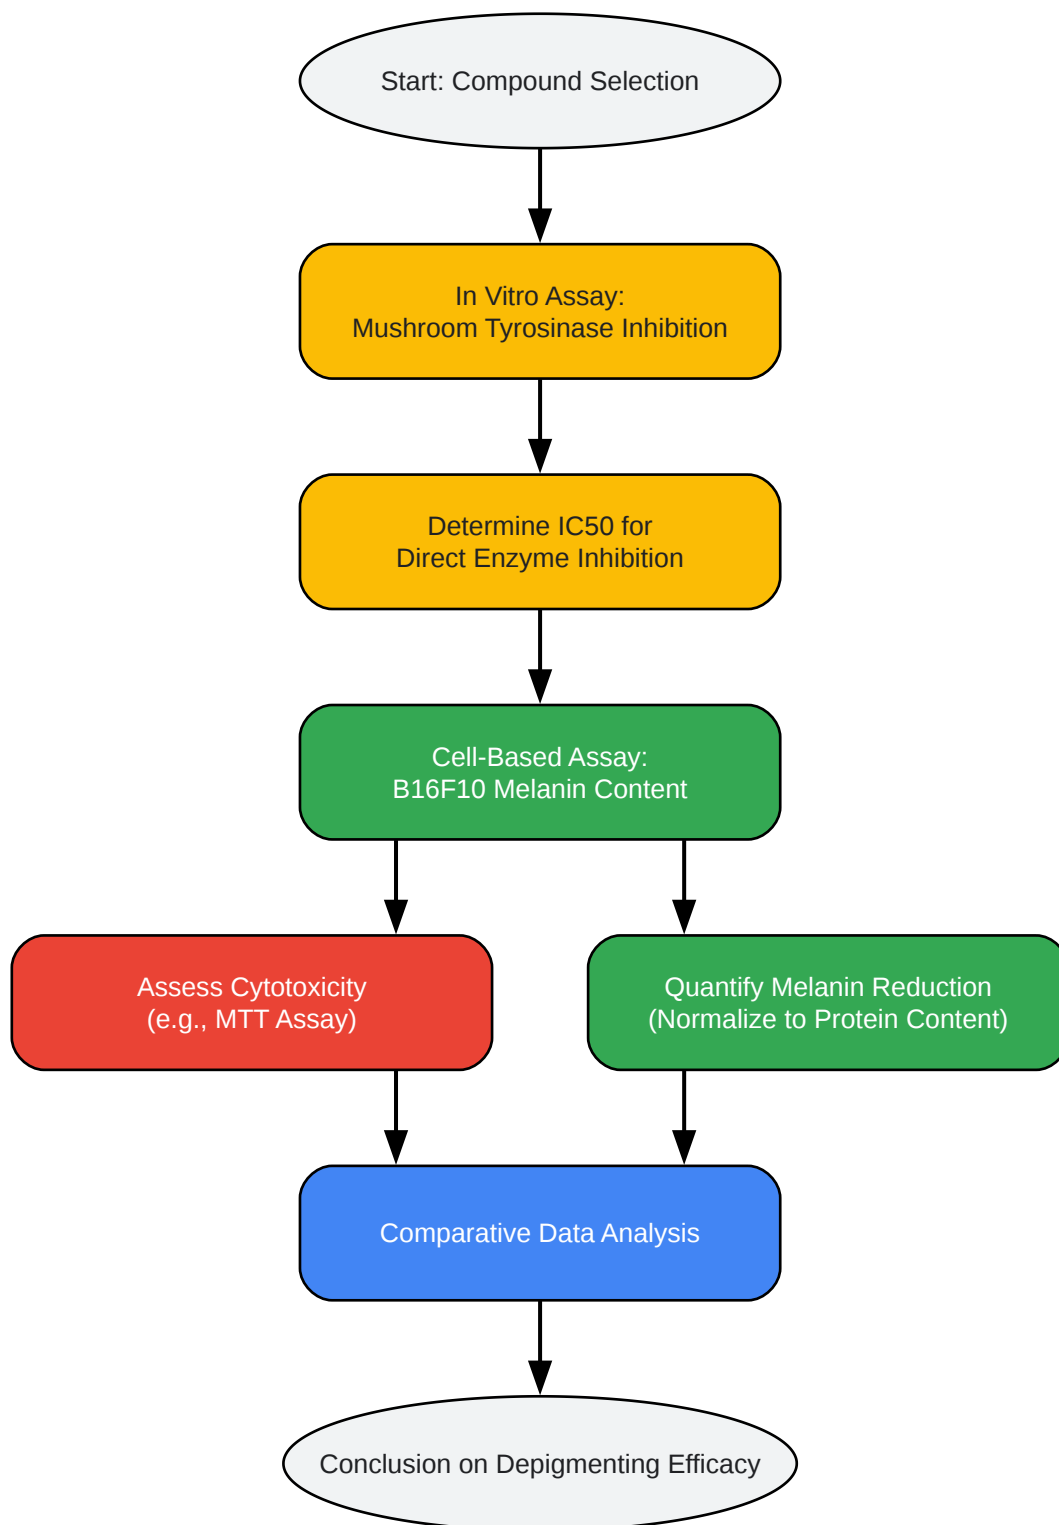 Start: Compound Selection
In Vitro Assay:
Mushroom Tyrosinase Inhibition
Determine IC50 for
Direct Enzyme Inhibition
Cell-Based Assay:
B16F10 Melanin Content
Assess Cytotoxicity
(e.g., MTT Assay)
Quantify Melanin Reduction
(Normalize to Protein Content)
Comparative Data Analysis
Conclusion on Depigmenting Efficacy